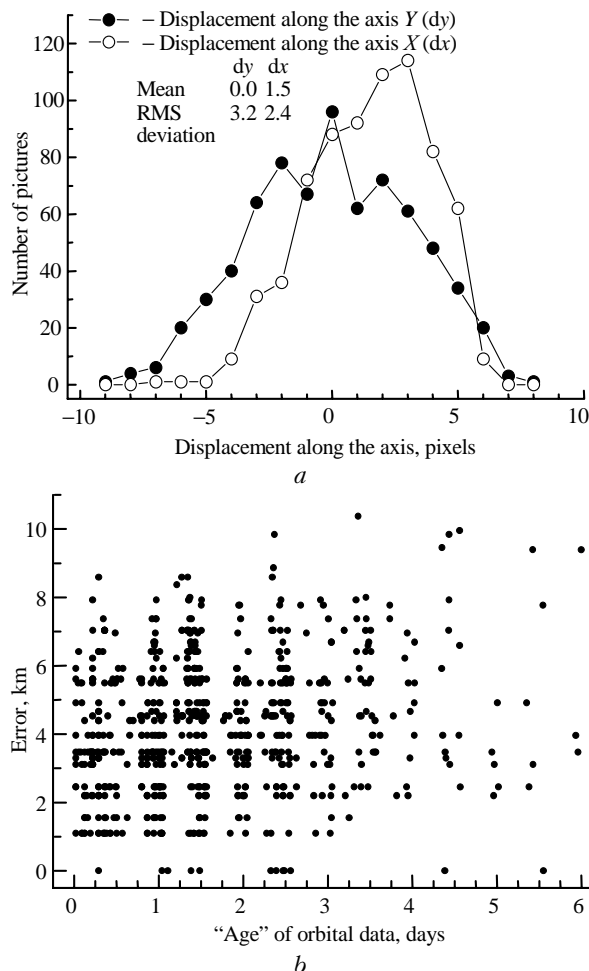 – Displacement along the axis Y (dy)
– Displacement along the axis X (dx)
120
100
80
60
40
20
0
dy dx
Mean 0.0 1.5
RMS 3.2 2.4
deviation
Number of pictures
−10 −5 0 5 10
Displacement along the axis, pixels
a
10
8
6
4
2
0
Error, km
0 1 2 3 4 5 6
“Age” of orbital data, days
b